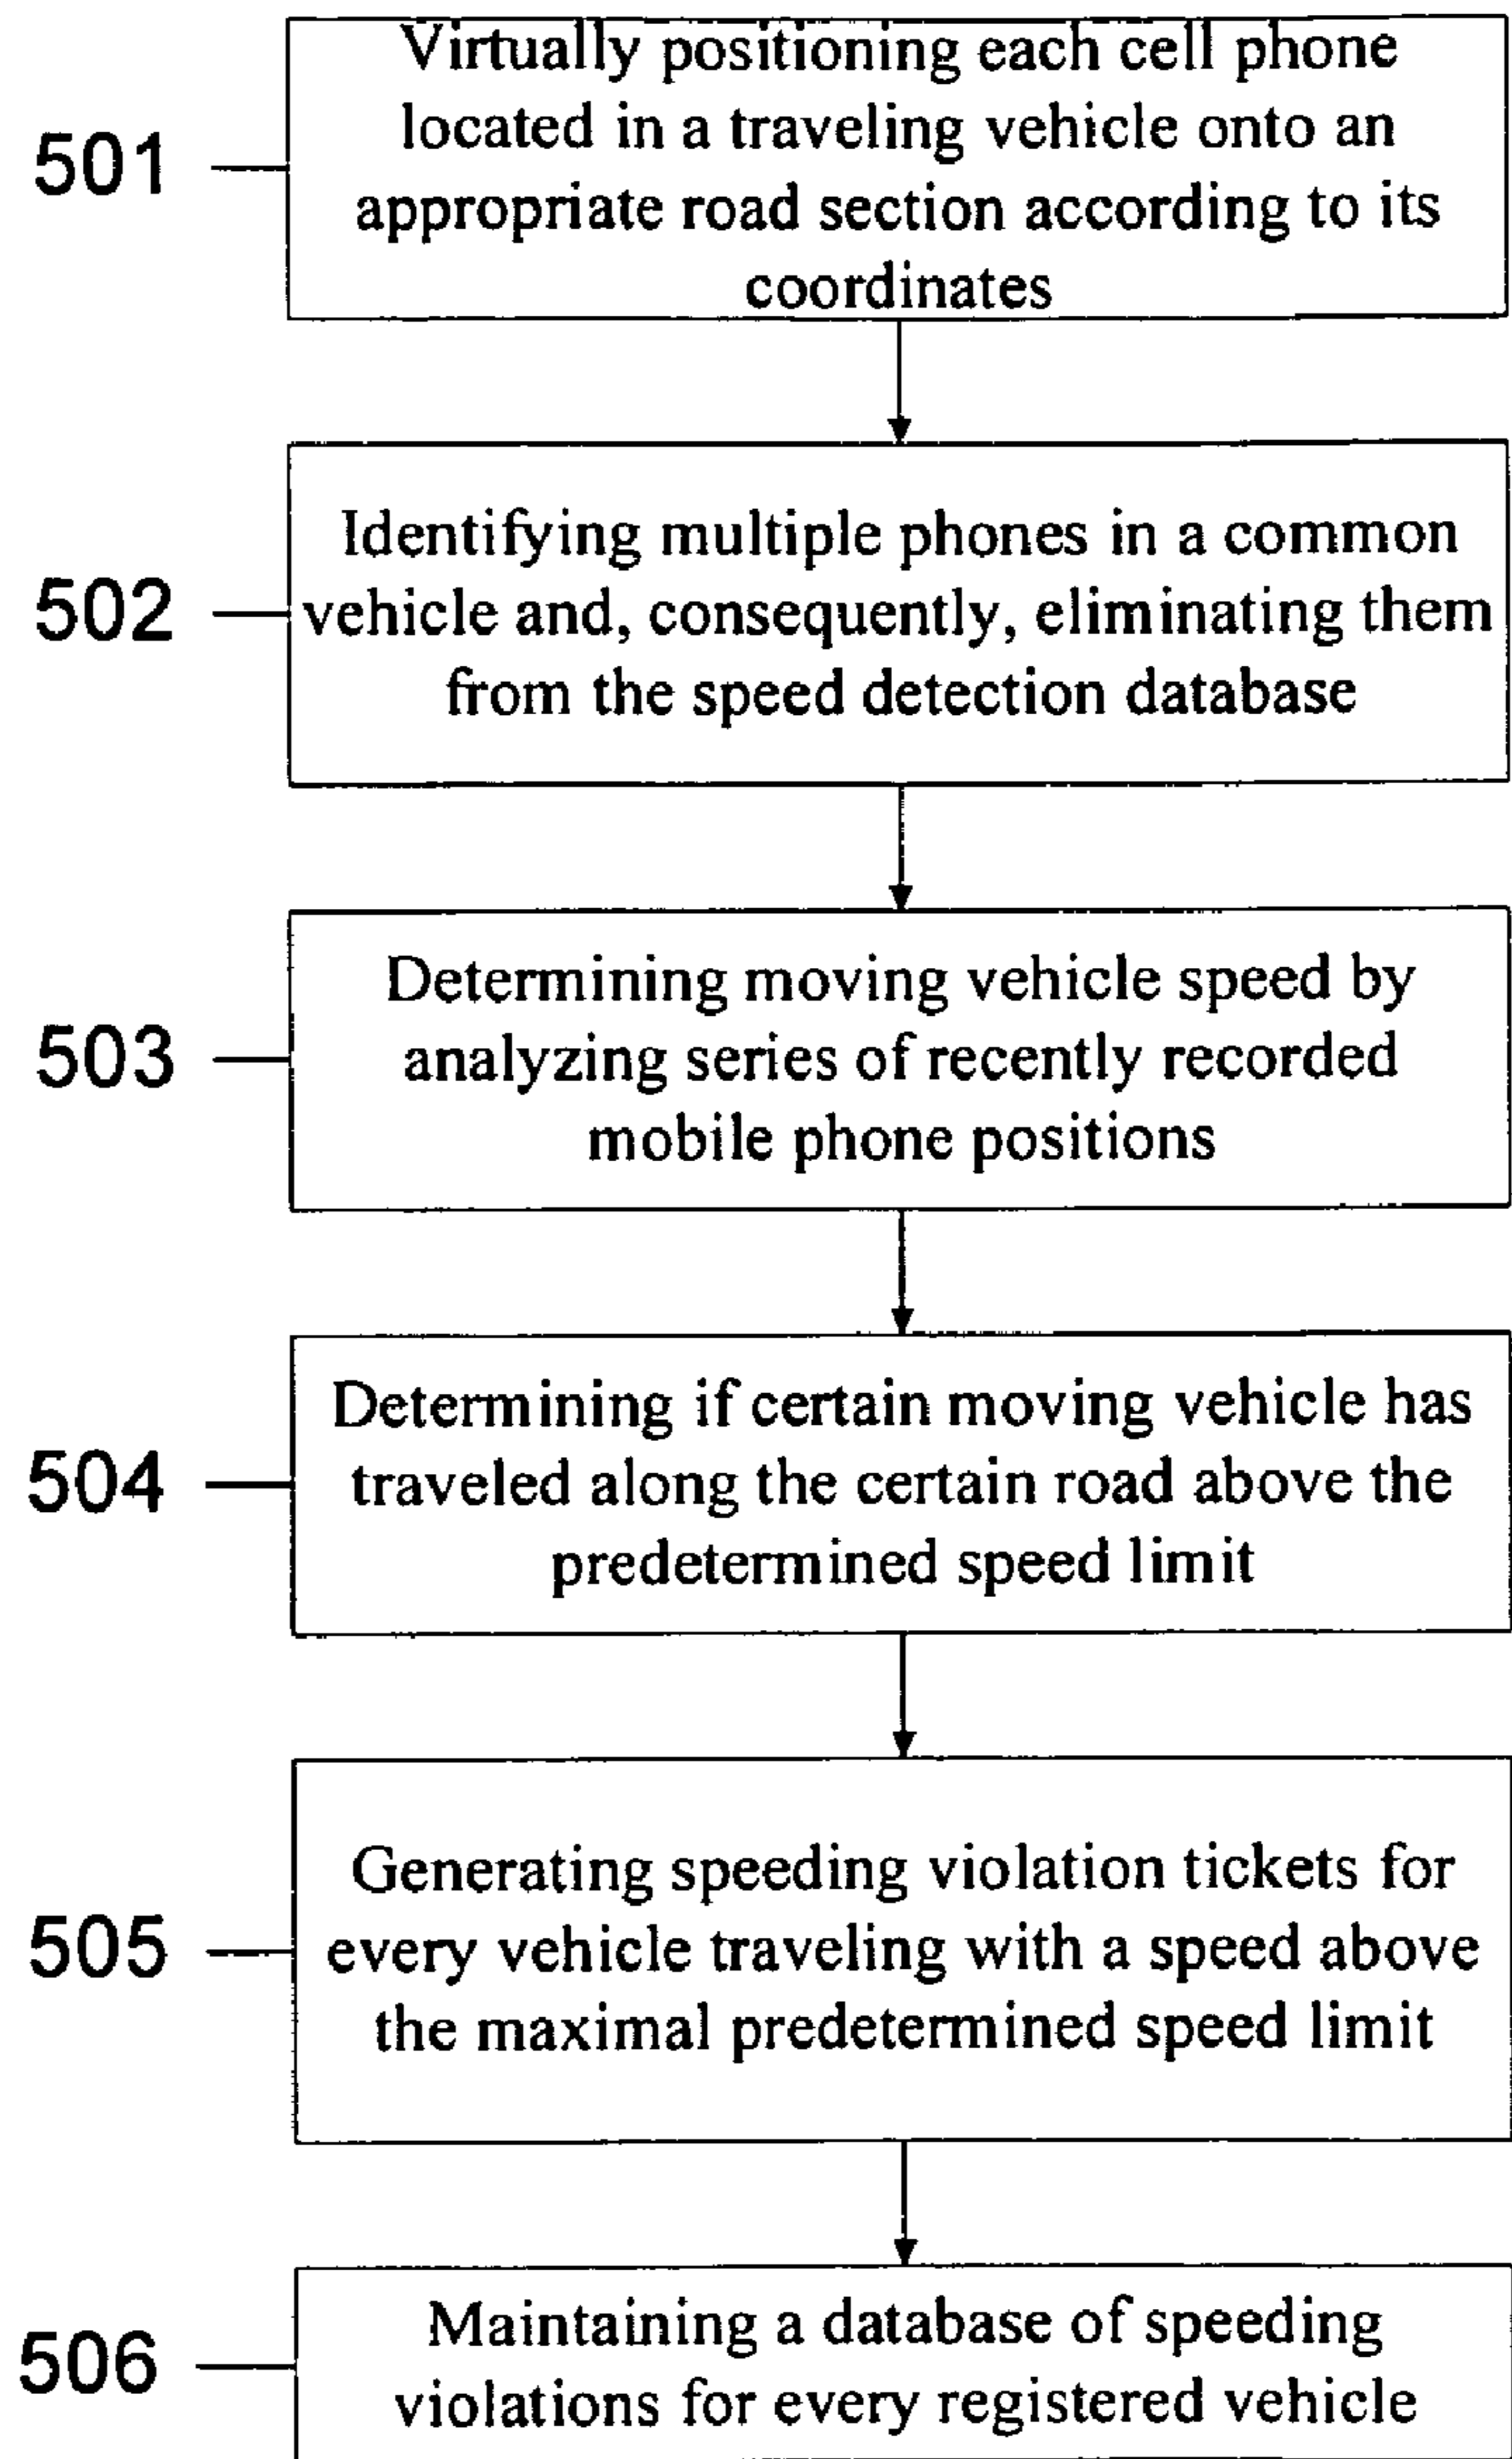 Virtually positioning each cell phone
located in a traveling vehicle onto an
appropriate road section according to its
coordinates
501
Identifying multiple phones in a common
vehicle and, consequently, eliminating them
from the speed detection database
502
Determining moving vehicle speed by
analyzing series of recently recorded
mobile phone positions
503
Determining if certain moving vehicle has
traveled along the certain road above the
predetermined speed limit
504
Generating speeding violation tickets for
every vehicle traveling with a speed above
the maximal predetermined speed limit
505
Maintaining a database of speeding
violations for every registered vehicle
506